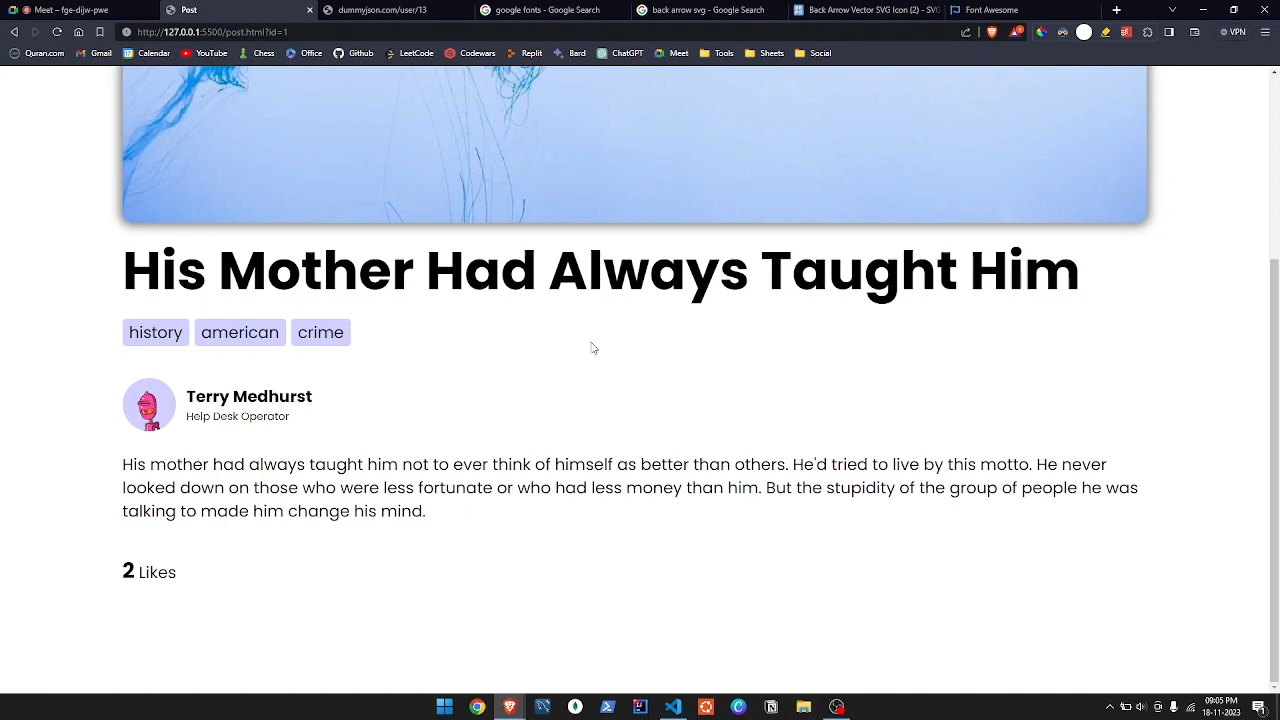 Meet – fge-dijw-pwe
Post
dummyjson.com/user/13
google fonts - Google Search
back arrow svg - Google Search
Back Arrow Vector SVG Icon (2) - SVG
Font Awesome
http://127.0.0.1:5500/post.html?id=1
VPN
Quran.com
Gmail
Calendar
YouTube
Chess
Office
Github
LeetCode
Codewars
Replit
Bard
ChatGPT
Meet
Tools
Sheets
Social
His Mother Had Always Taught Him
history american crime
Terry Medhurst
Help Desk Operator
His mother had always taught him not to ever think of himself as better than others. He'd tried to live by this motto. He never
looked down on those who were less fortunate or who had less money than him. But the stupidity of the group of people he was
talking to made him change his mind.
2 Likes
09:05 PM
18-11-2023